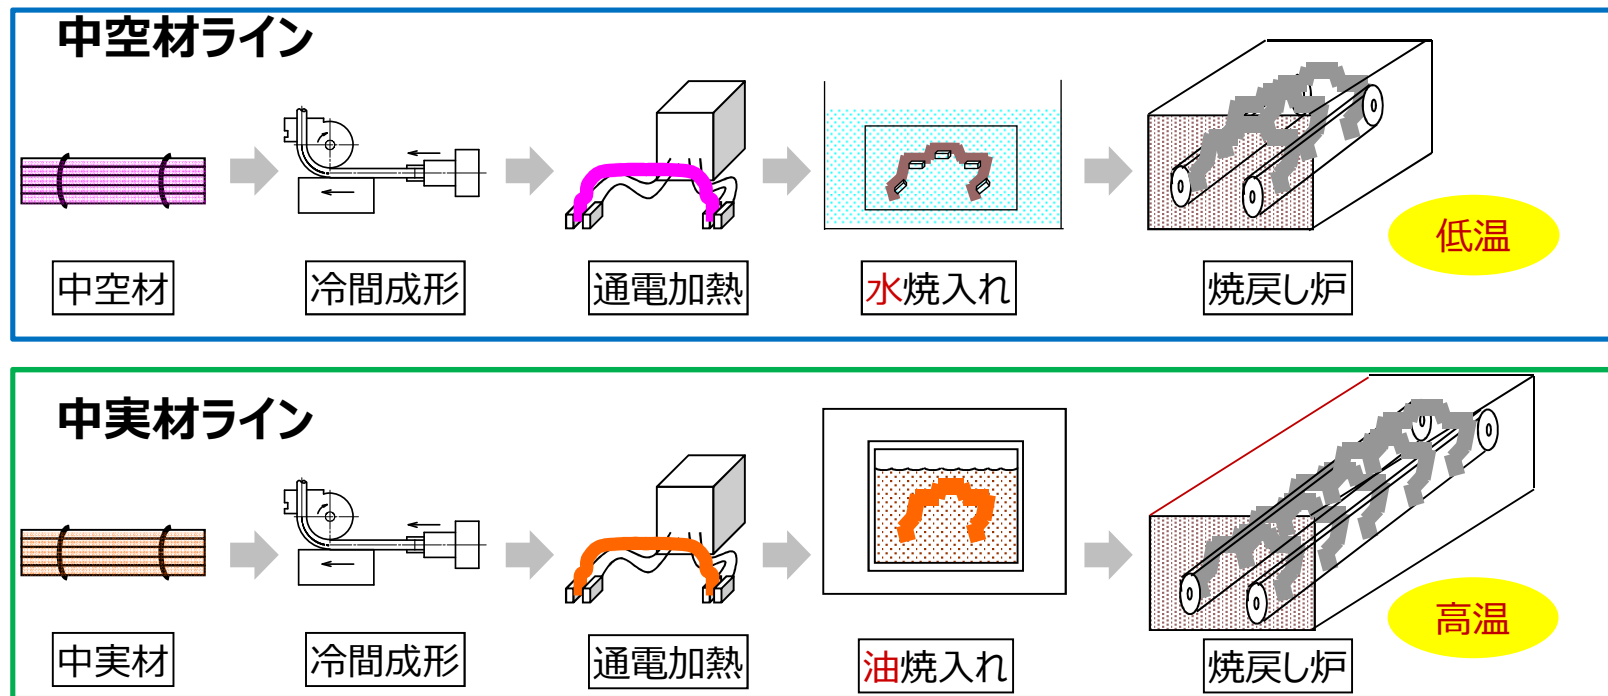 中空材ライン
中空材
冷間成形
通電加熱
水焼入れ
焼戻し炉
低温
中実材ライン
中実材
冷間成形
通電加熱
油焼入れ
焼戻し炉
高温